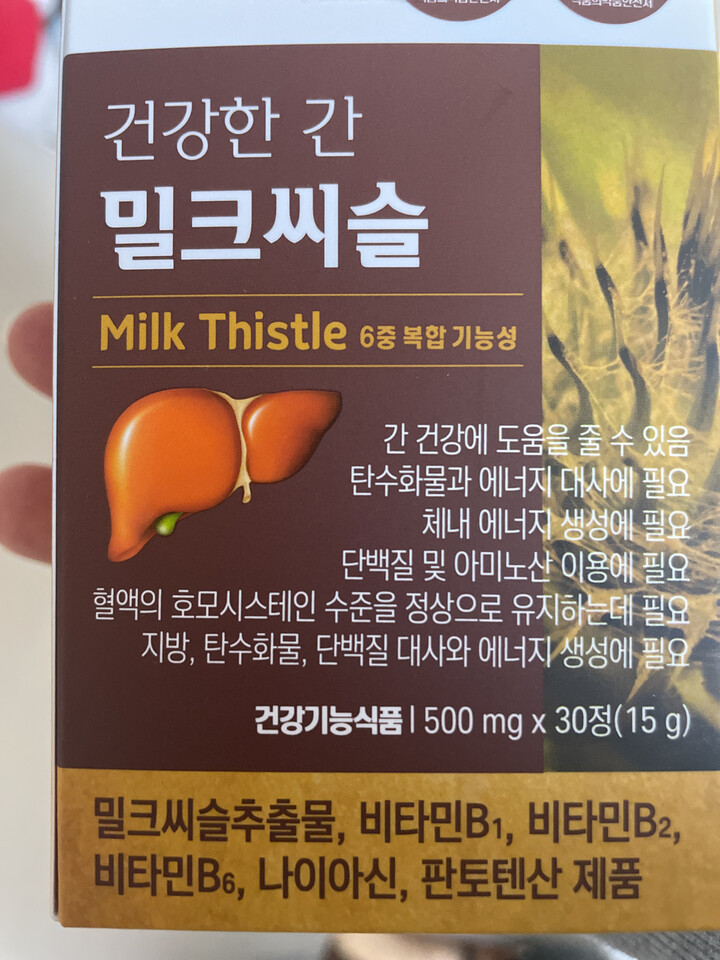 건강한 간
밀크씨슬
Milk Thistle 6중 복합 기능성
간 건강에 도움을 줄 수 있음
탄수화물과 에너지 대사에 필요
체내 에너지 생성에 필요
단백질 및 아미노산 이용에 필요
혈액의 호모시스테인 수준을 정상으로 유지하는데 필요
지방, 탄수화물, 단백질 대사와 에너지 생성에 필요
건강기능식품 | 500 mg x 30정(15 g)
밀크씨슬추출물, 비타민B1, 비타민B2,
비타민B6, 나이아신, 판토텐산 제품